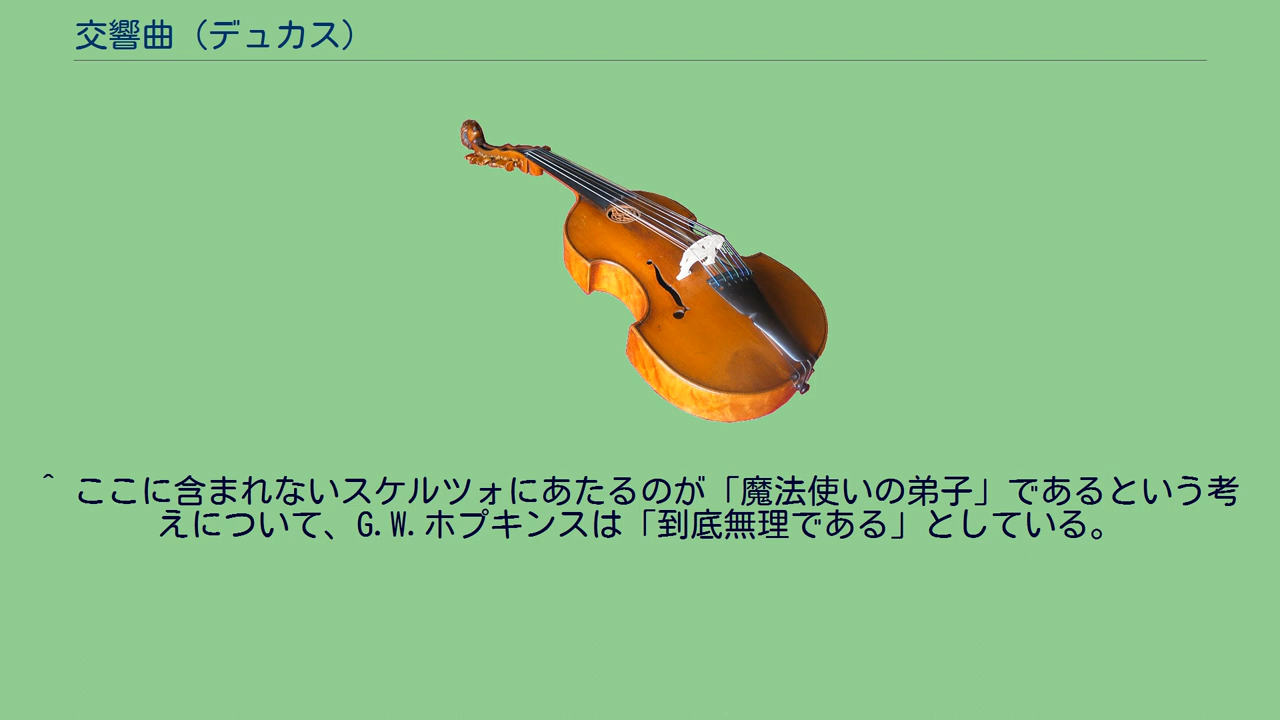 交響曲（デュカス）
^ ここに含まれないスケルツォにあたるのが「魔法使いの弟子」であるという考
えについて、G.W.ホプキンスは「到底無理である」としている。